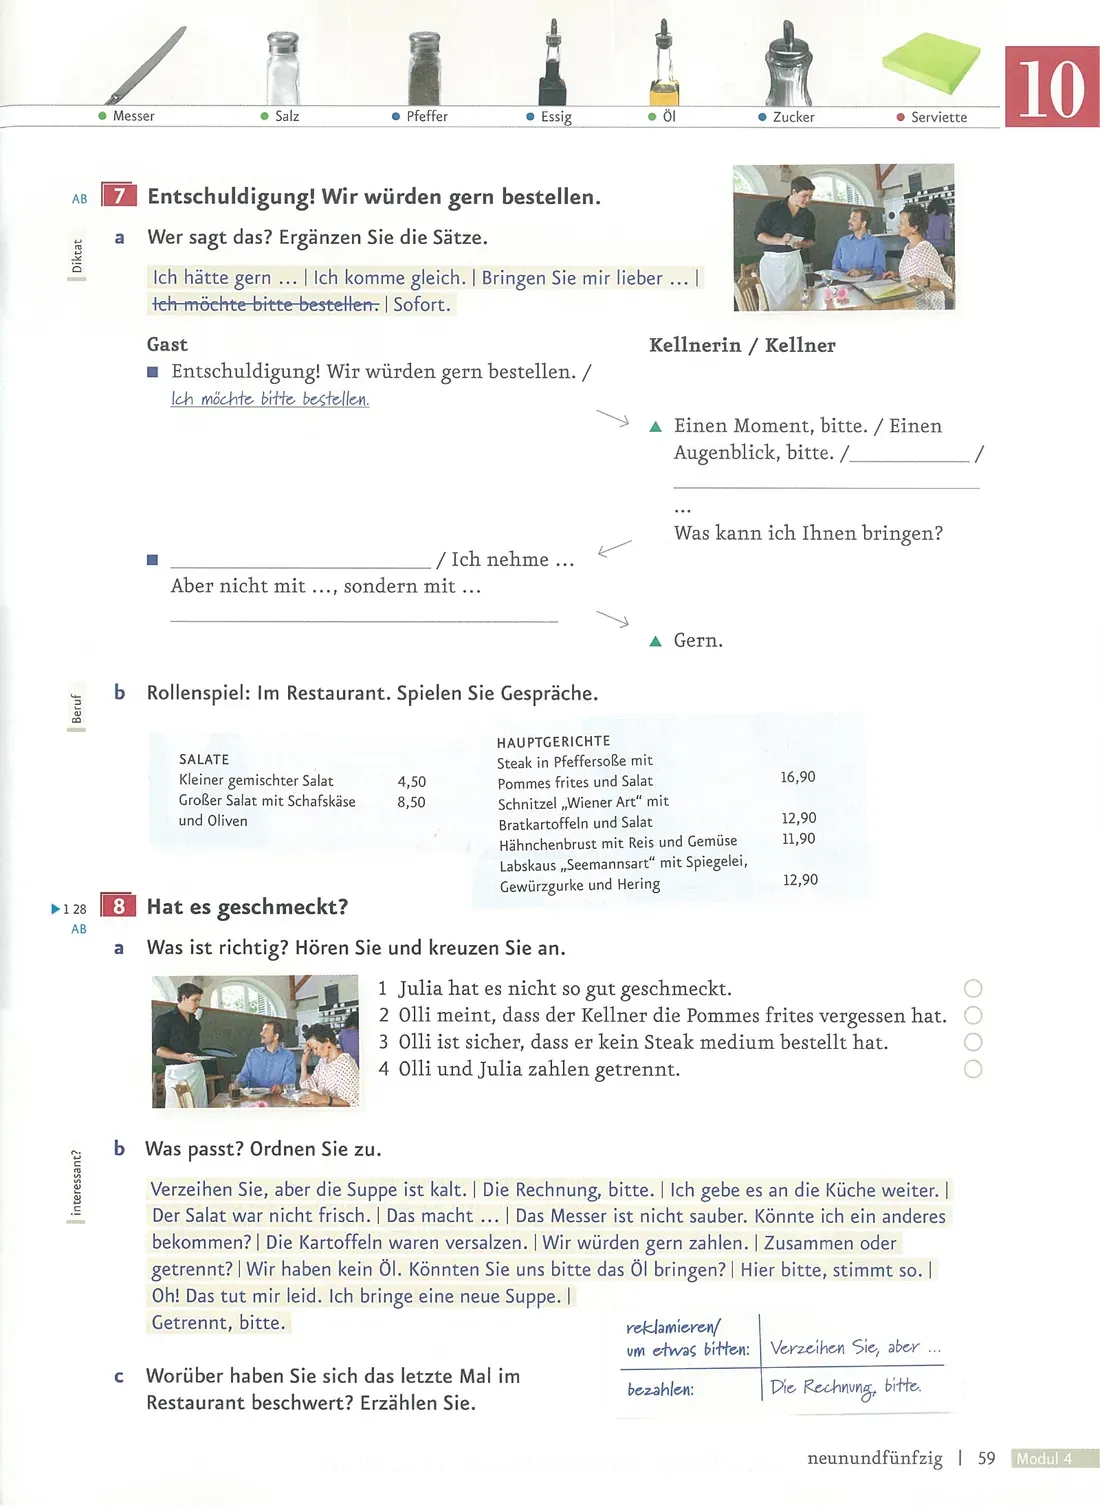 Messer
Salz
Pfeffer
Essig
Öl
Zucker
Serviette
10
AB 7 Entschuldigung! Wir würden gern bestellen.
Diktat
a Wer sagt das? Ergänzen Sie die Sätze.
Ich hätte gern ... | Ich komme gleich. | Bringen Sie mir lieber ... |
Ich möchte bitte bestellen. | Sofort.
Gast
Kellnerin / Kellner
Entschuldigung! Wir würden gern bestellen. /
Ich möchte bitte bestellen.
Einen Moment, bitte. / Einen
Augenblick, bitte. /____________ /
...
Was kann ich Ihnen bringen?
____________ / Ich nehme ...
Aber nicht mit ..., sondern mit ...
Gern.
Beruf
b Rollenspiel: Im Restaurant. Spielen Sie Gespräche.
SALATE
Kleiner gemischter Salat 4,50
Großer Salat mit Schafskäse 8,50
und Oliven
HAUPTGERICHTE
Steak in Pfeffersoße mit
Pommes frites und Salat 16,90
Schnitzel „Wiener Art“ mit
Bratkartoffeln und Salat 12,90
Hähnchenbrust mit Reis und Gemüse 11,90
Labskaus „Seemannsart“ mit Spiegelei,
Gewürzgurke und Hering 12,90
▶1 28 8 Hat es geschmeckt?
AB
a Was ist richtig? Hören Sie und kreuzen Sie an.
1 Julia hat es nicht so gut geschmeckt.
2 Olli meint, dass der Kellner die Pommes frites vergessen hat.
3 Olli ist sicher, dass er kein Steak medium bestellt hat.
4 Olli und Julia zahlen getrennt.
interessant?
b Was passt? Ordnen Sie zu.
Verzeihen Sie, aber die Suppe ist kalt. | Die Rechnung, bitte. | Ich gebe es an die Küche weiter. |
Der Salat war nicht frisch. | Das macht ... | Das Messer ist nicht sauber. Könnte ich ein anderes
bekommen? | Die Kartoffeln waren versalzen. | Wir würden gern zahlen. | Zusammen oder
getrennt? | Wir haben kein Öl. Könnten Sie uns bitte das Öl bringen? | Hier bitte, stimmt so. |
Oh! Das tut mir leid. Ich bringe eine neue Suppe. |
Getrennt, bitte.
reklamieren/
um etwas bitten: Verzeihen Sie, aber ...
bezahlen: Die Rechnung, bitte.
c Worüber haben Sie sich das letzte Mal im
Restaurant beschwert? Erzählen Sie.
neunundfünfzig | 59 Modul 4